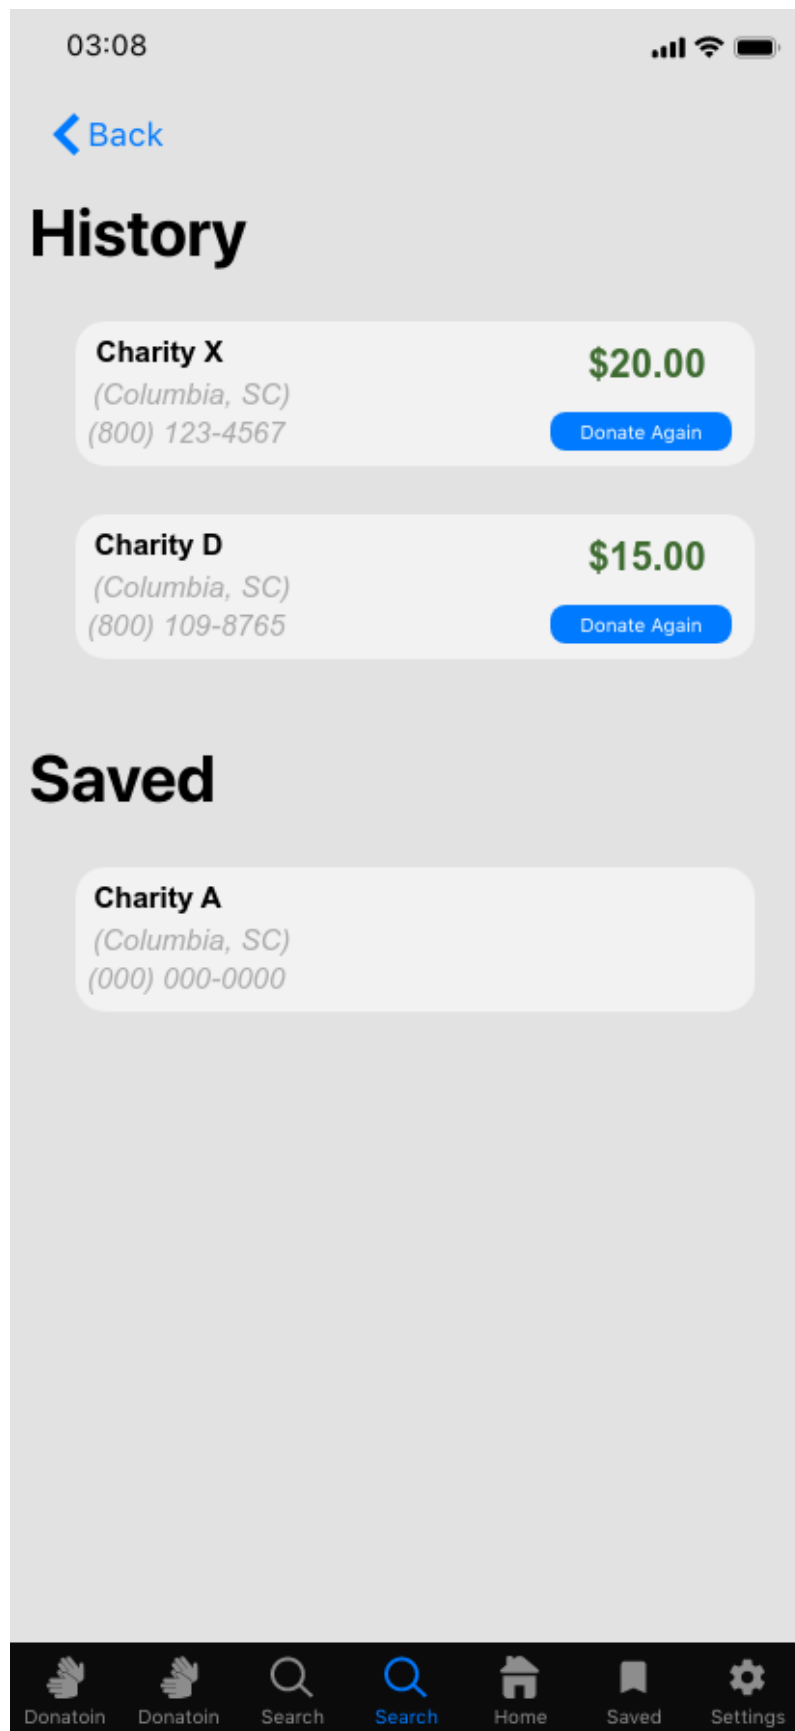 03:08
Back
History
Charity X
$20.00
(Columbia, SC)
(800) 123-4567
Donate Again
Charity D
$15.00
(Columbia, SC)
(800) 109-8765
Donate Again
Saved
Charity A
(Columbia, SC)
(000) 000-0000
Donatoin Donatoin Search Search Home Saved Settings